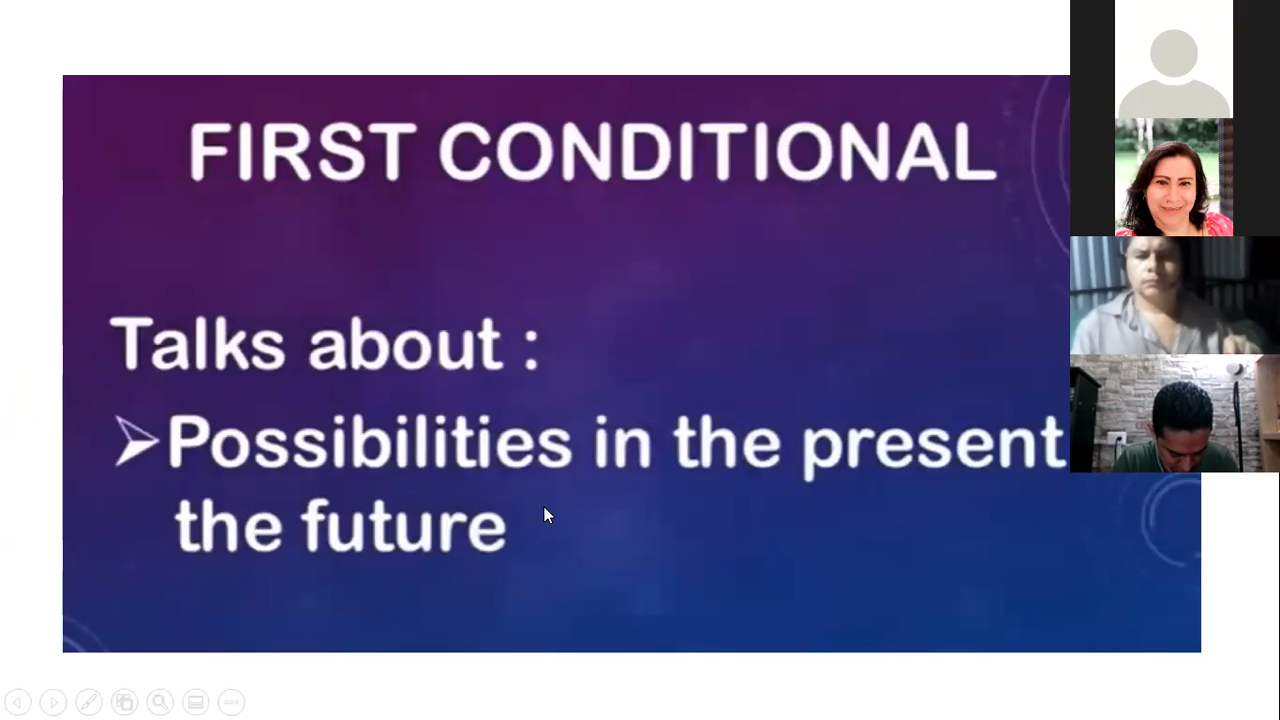 FIRST CONDITIONAL
Talks about :
➢Possibilities in the present
the future